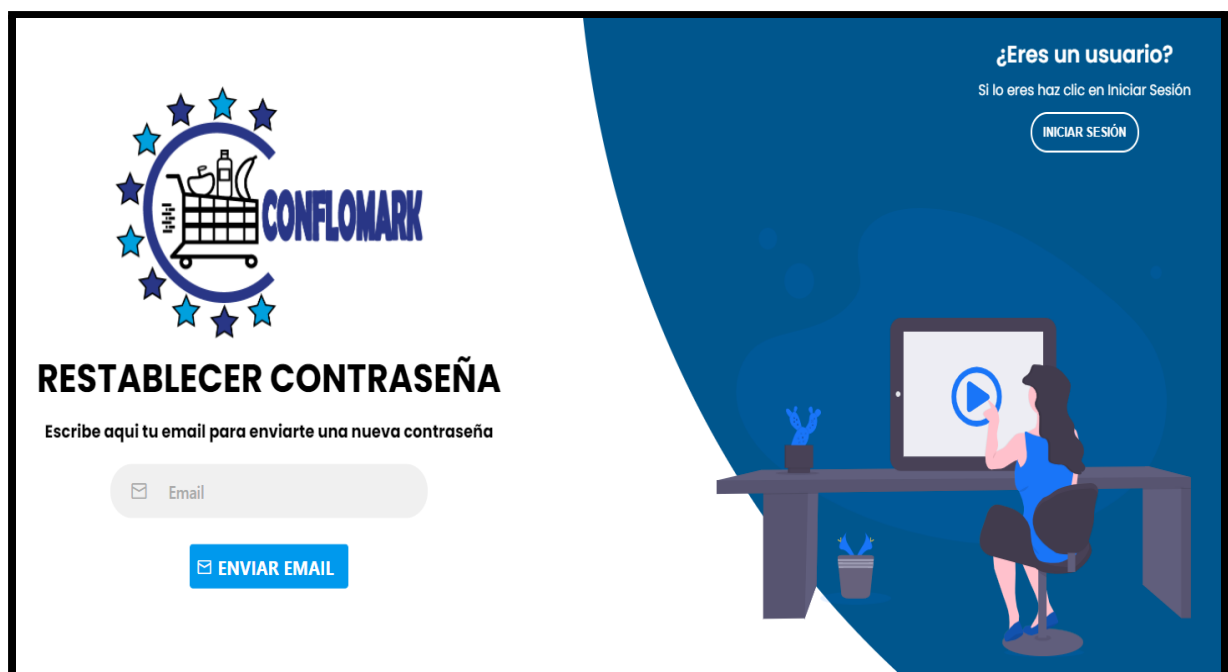 CONFLOMARK
RESTABLECER CONTRASEÑA
Escribe aqui tu email para enviarte una nueva contraseña
Email
ENVIAR EMAIL
¿Eres un usuario?
Si lo eres haz clic en Iniciar Sesión
INICIAR SESIÓN